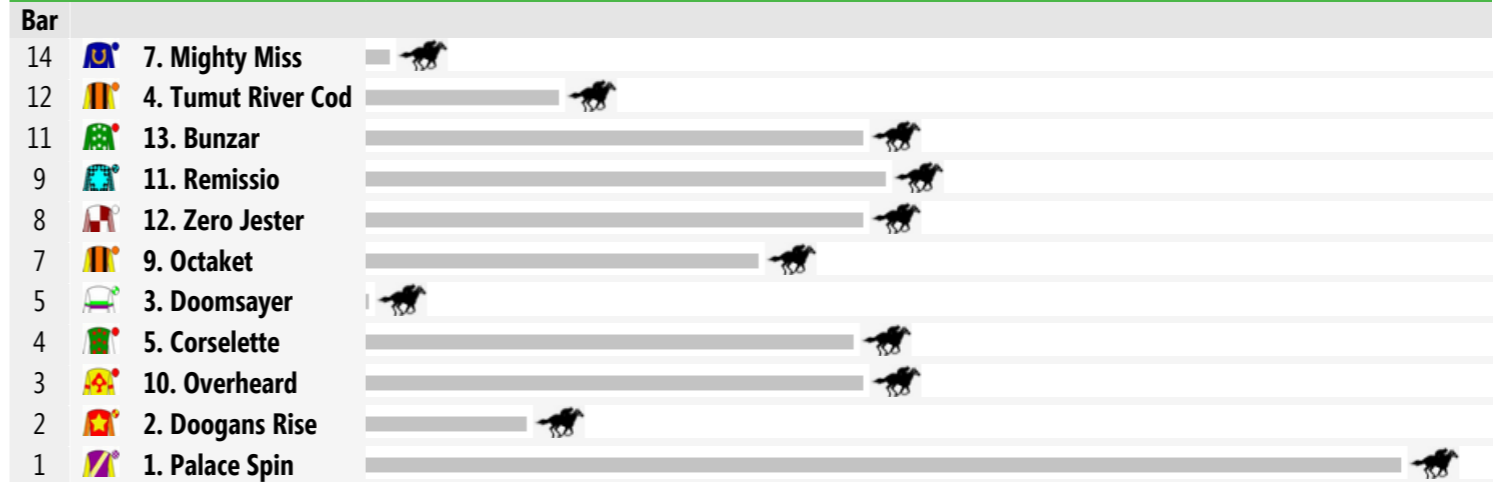 Bar
14 7. Mighty Miss
12 4. Tumut River Cod
11 13. Bunzar
9 11. Remissio
8 12. Zero Jester
7 9. Octaket
5 3. Doomsayer
4 5. Corselette
3 10. Overheard
2 2. Doogans Rise
1 1. Palace Spin